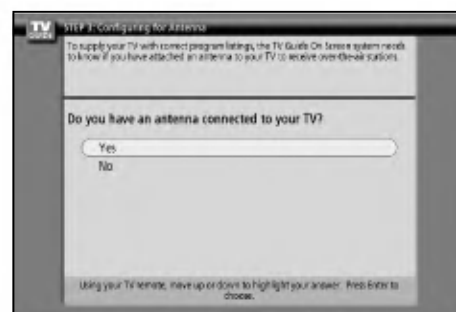 TV
GUIDE
STEP 3: Configuring for Antenna
To supply your TV with correct program listings, the TV Guide On Screen system needs
to know if you have attached an antenna to your TV to receive over-the-air stations.
Do you have an antenna connected to your TV?
Yes
No
Using your TV remote, move up or down to highlight your answer. Press Enter to
choose.